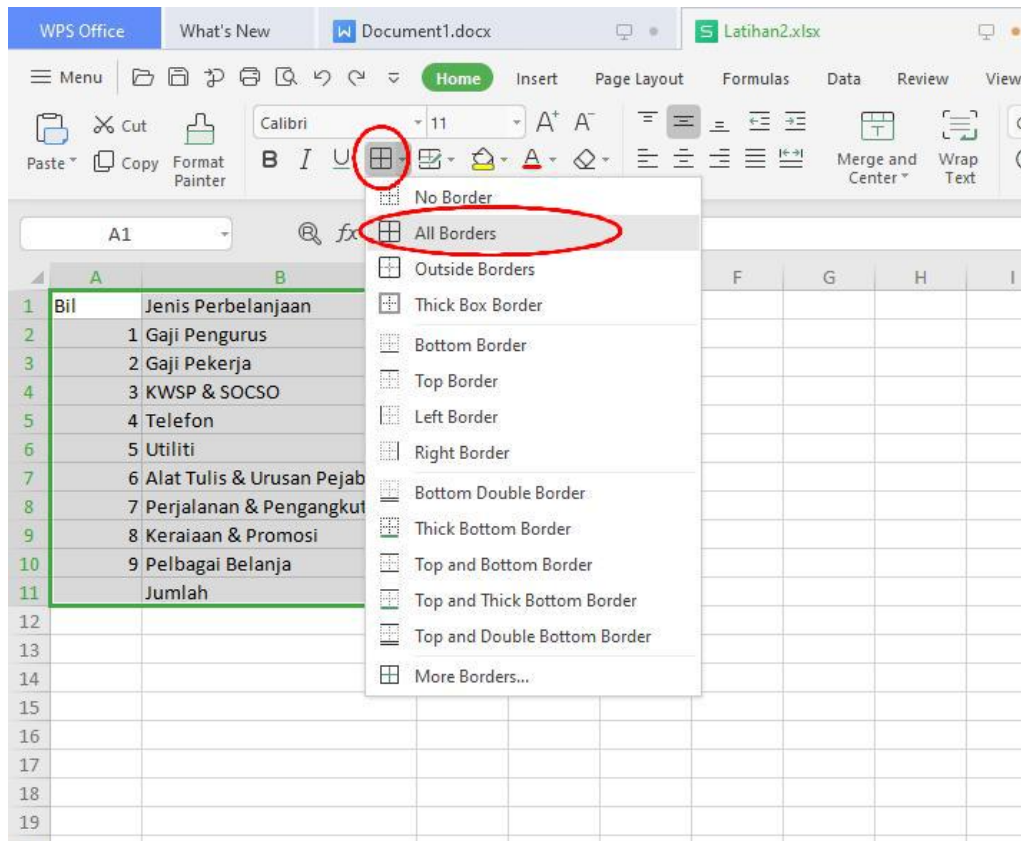 WPS Office What's New Document1.docx Latihan2.xlsx
Menu Home Insert Page Layout Formulas Data Review View
Cut Calibri 11 A+ A-
Paste Copy Format Painter B I U A Merge and Center Wrap Text
A1 fx
No Border
All Borders
Outside Borders
Thick Box Border
Bottom Border
Top Border
Left Border
Right Border
Bottom Double Border
Thick Bottom Border
Top and Bottom Border
Top and Thick Bottom Border
Top and Double Bottom Border
More Borders...
A B F G H I
1 Bil Jenis Perbelanjaan
2 1 Gaji Pengurus
3 2 Gaji Pekerja
4 3 KWSP & SOCSO
5 4 Telefon
6 5 Utiliti
7 6 Alat Tulis & Urusan Pejab
8 7 Perjalanan & Pengangkut
9 8 Keraiaan & Promosi
10 9 Pelbagai Belanja
11 Jumlah
12
13
14
15
16
17
18
19